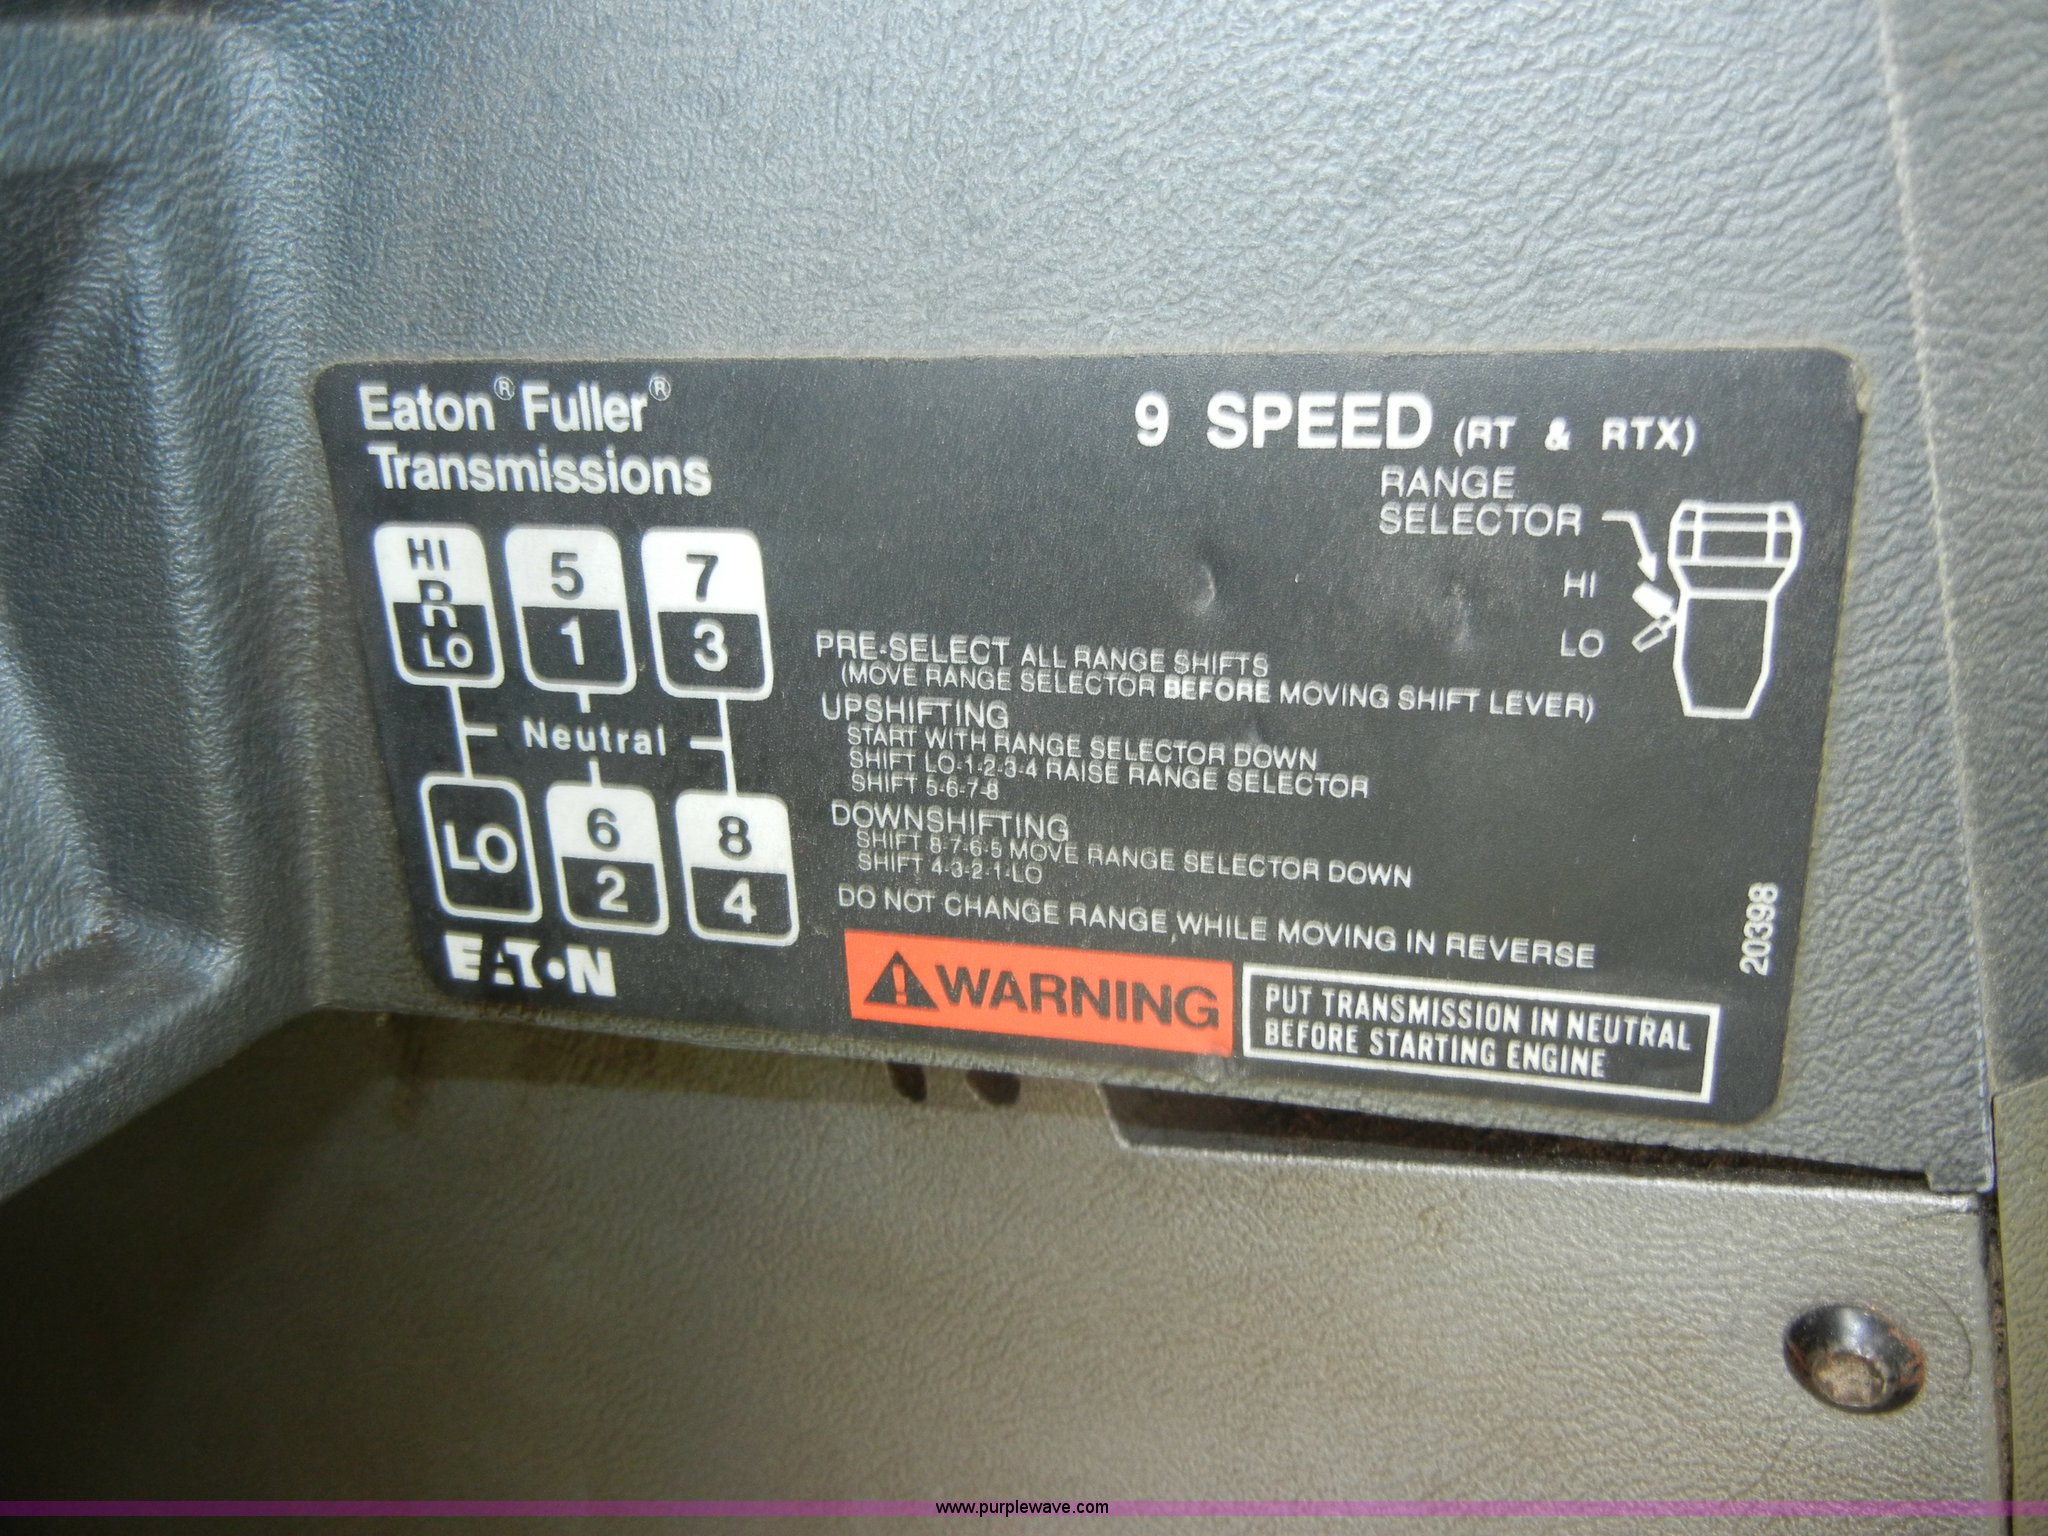 Eaton® Fuller®
Transmissions
9 SPEED (RT & RTX)
RANGE
SELECTOR
HI
LO
HI
R
LO
5
1
7
3
Neutral
LO
6
2
8
4
EATON
PRE-SELECT ALL RANGE SHIFTS
(MOVE RANGE SELECTOR BEFORE MOVING SHIFT LEVER)
UPSHIFTING
START WITH RANGE SELECTOR DOWN
SHIFT LO-1-2-3-4 RAISE RANGE SELECTOR
SHIFT 5-6-7-8
DOWNSHIFTING
SHIFT 8-7-6-5 MOVE RANGE SELECTOR DOWN
SHIFT 4-3-2-1-LO
DO NOT CHANGE RANGE WHILE MOVING IN REVERSE
WARNING
PUT TRANSMISSION IN NEUTRAL
BEFORE STARTING ENGINE
20398
www.purplewave.com